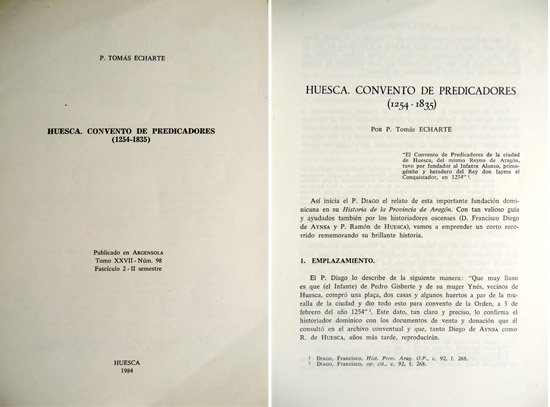 P. TOMÁS ECHARTE
HUESCA. CONVENTO DE PREDICADORES
(1254-1835)
Publicado en ARGENSOLA
Tomo XXVII - Núm. 98
Fascículo 2 - II semestre
HUESCA
1984
HUESCA. CONVENTO DE PREDICADORES
(1254-1835)
POR P. Tomás ECHARTE
"El Convento de Predicadores de la ciudad
de Huesca, del mismo Reyno de Aragón,
tuvo por fundador al Infante Alonso, primo-
génito y heredero del Rey don Iayme el
Conquistador, en 1254"1.
Así inicia el P. DIAGO el relato de esta importante fundación domi-
nicana en su Historia de la Provincia de Aragón. Con tan valioso guía
y ayudados también por los historiadores oscenses (D. Francisco Diego
de AYNSA y P. Ramón de HUESCA), vamos a emprender un corto reco-
rrido rememorando su brillante historia.
1. EMPLAZAMIENTO.
El P. Diago lo describe de la siguiente manera: "Que muy llano
es que (el Infante) de Pedro Gisberte y de su muger Ynés, vecinos de
Huesca, compró una plaça, dos casas y algunos huertos a par de la mu-
ralla de la ciudad y dio todo esto para convento de la Orden, a 5 de
febrero del año 1254"2. Este dato, tan claro y preciso, lo confirma el
historiador dominico con los documentos de venta y donación que él
consultó en el archivo conventual y que, tanto Diego de AYNSA como
R. de HUESCA, años más tarde, reproducirán.
1 DIAGO, Francisco, Hist. Prov. Arag. O.P., c. 92, f. 268.
2 DIAGO, Francisco, op. cit., c. 92, f. 268.